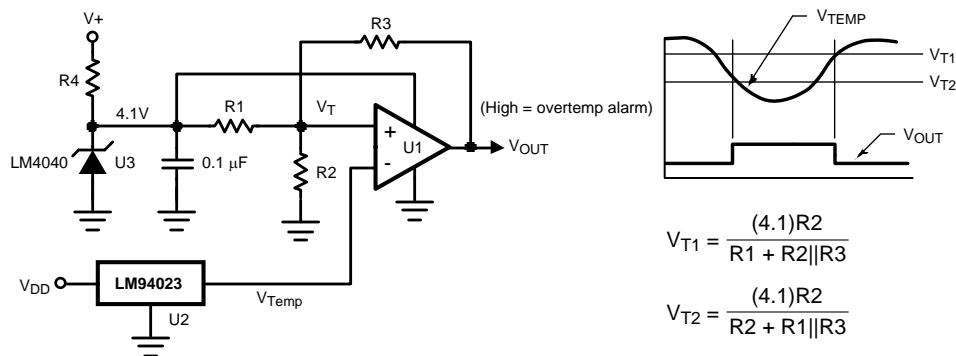 V+
R3
R4
4.1V
R1
VT
U1
+
-
(High = overtemp alarm)
VOUT
LM4040
U3
0.1 μF
R2
VDD
LM94023
U2
VTemp
VTEMP
VT1
VT2
VOUT
VT1 = (4.1)R2 / R1 + R2||R3
VT2 = (4.1)R2 / R2 + R1||R3